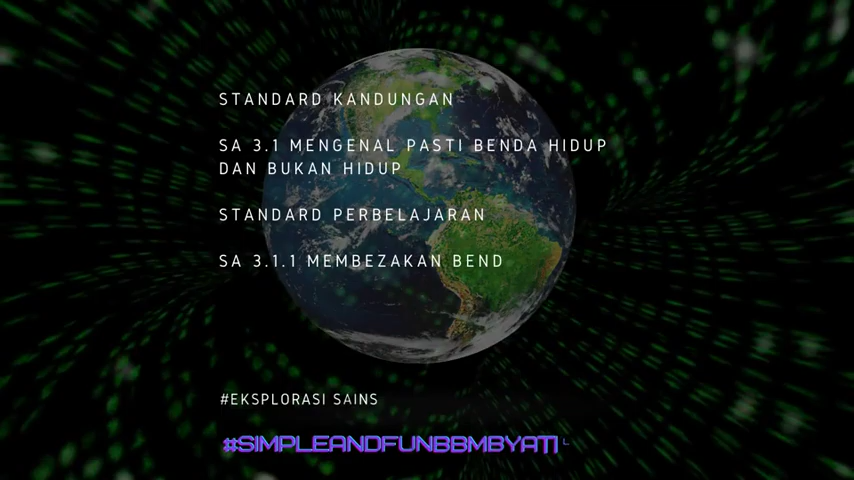 STANDARD KANDUNGAN
SA 3.1 MENGENAL PASTI BENDA HIDUP
DAN BUKAN HIDUP
STANDARD PERBELAJARAN
SA 3.1.1 MEMBEZAKAN BEND
#EKSPLORASI SAINS
#SIMPLEANDFUNBBMBYATI